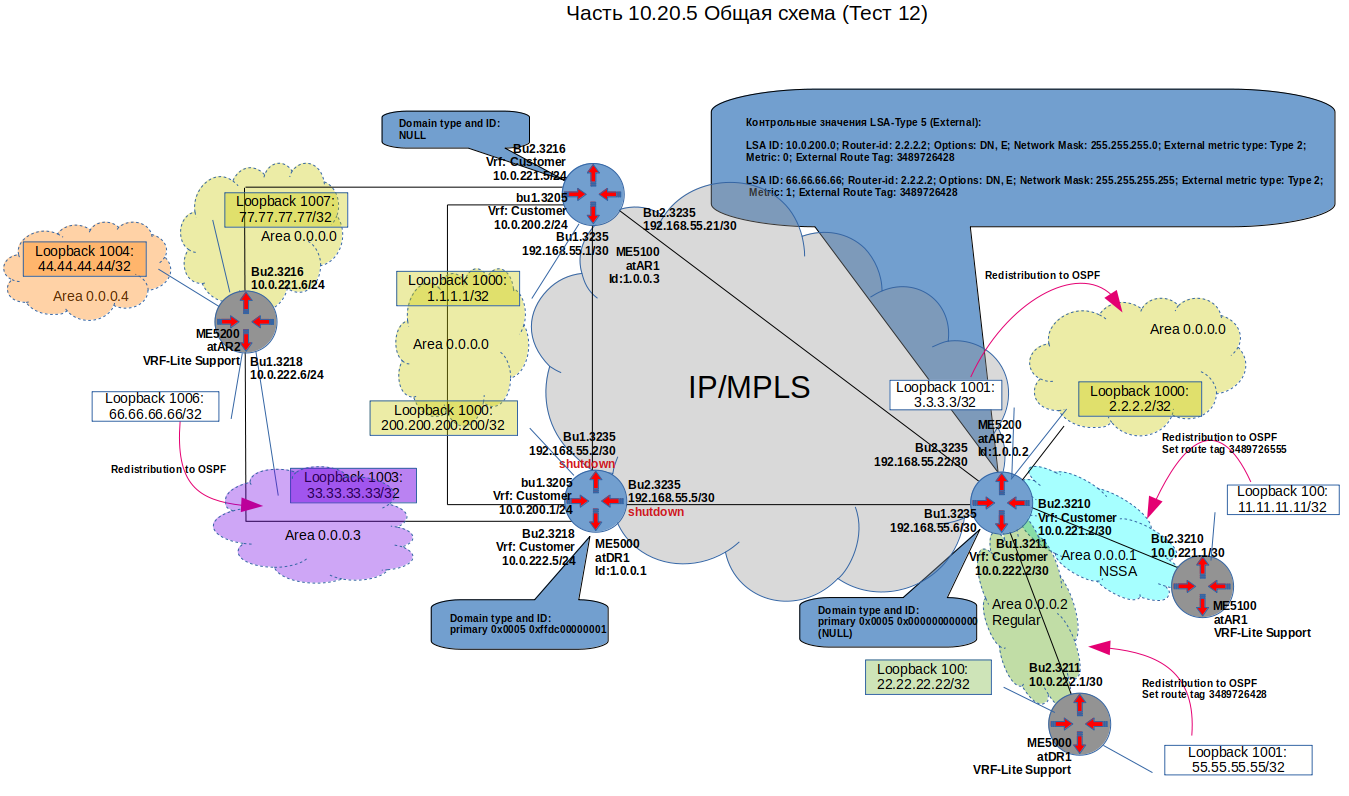 Часть 10.20.5 Общая схема (Тест 12)
Domain type and ID:
NULL
Контрольные значения LSA-Type 5 (External):
LSA ID: 10.0.200.0; Router-id: 2.2.2.2; Options: DN, E; Network Mask: 255.255.255.0; External metric type: Type 2;
Metric: 0; External Route Tag: 3489726428
LSA ID: 66.66.66.66; Router-id: 2.2.2.2; Options: DN, E; Network Mask: 255.255.255.255; External metric type: Type 2;
Metric: 1; External Route Tag: 3489726428
Bu2.3216
Vrf: Customer
10.0.221.5/24
bu1.3205
Vrf: Customer
10.0.200.2/24
Bu1.3235
192.168.55.1/30
Bu2.3235
192.168.55.21/30
ME5100
atAR1
Id:1.0.0.3
Loopback 1007:
77.77.77.77/32
Area 0.0.0.0
Loopback 1004:
44.44.44.44/32
Area 0.0.0.4
Bu2.3216
10.0.221.6/24
ME5200
atAR2
VRF-Lite Support
Bu1.3218
10.0.222.6/24
Loopback 1006:
66.66.66.66/32
Redistribution to OSPF
Loopback 1003:
33.33.33.33/32
Area 0.0.0.3
Loopback 1000:
1.1.1.1/32
Area 0.0.0.0
Loopback 1000:
200.200.200.200/32
IP/MPLS
Bu1.3235
192.168.55.2/30
shutdown
bu1.3205
Vrf: Customer
10.0.200.1/24
Bu2.3235
192.168.55.5/30
shutdown
Bu2.3218
Vrf: Customer
10.0.222.5/24
ME5000
atDR1
Id:1.0.0.1
Domain type and ID:
primary 0x0005 0xffdc00000001
Redistribution to OSPF
Area 0.0.0.0
Loopback 1001:
3.3.3.3/32
Loopback 1000:
2.2.2.2/32
ME5200
atAR2
Id:1.0.0.2
Bu2.3235
192.168.55.22/30
Bu1.3235
192.168.55.6/30
Redistribution to OSPF
Set route tag 3489726555
Loopback 100:
11.11.11.11/32
Bu2.3210
Vrf: Customer
10.0.221.2/30
Bu1.3211
Vrf: Customer
10.0.222.2/30
Area 0.0.0.1
NSSA
Bu2.3210
10.0.221.1/30
ME5100
atAR1
VRF-Lite Support
Domain type and ID:
primary 0x0005 0x000000000000
(NULL)
Area 0.0.0.2
Regular
Loopback 100:
22.22.22.22/32
Bu2.3211
10.0.222.1/30
Redistribution to OSPF
Set route tag 3489726428
ME5000
atDR1
VRF-Lite Support
Loopback 1001:
55.55.55.55/32